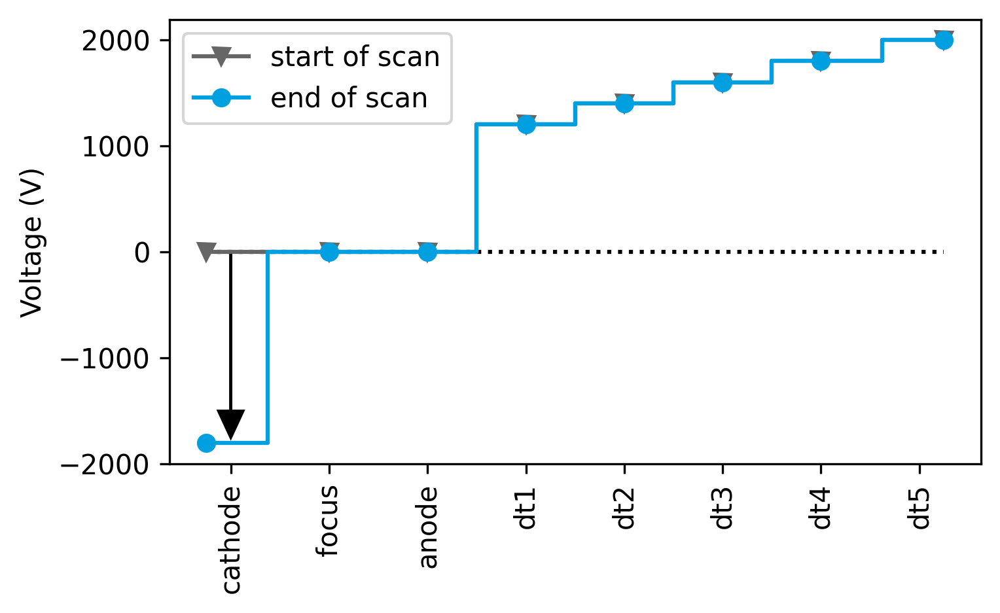 start of scan
end of scan
2000
1000
0
−1000
−2000
Voltage (V)
cathode
focus
anode
dt1
dt2
dt3
dt4
dt5